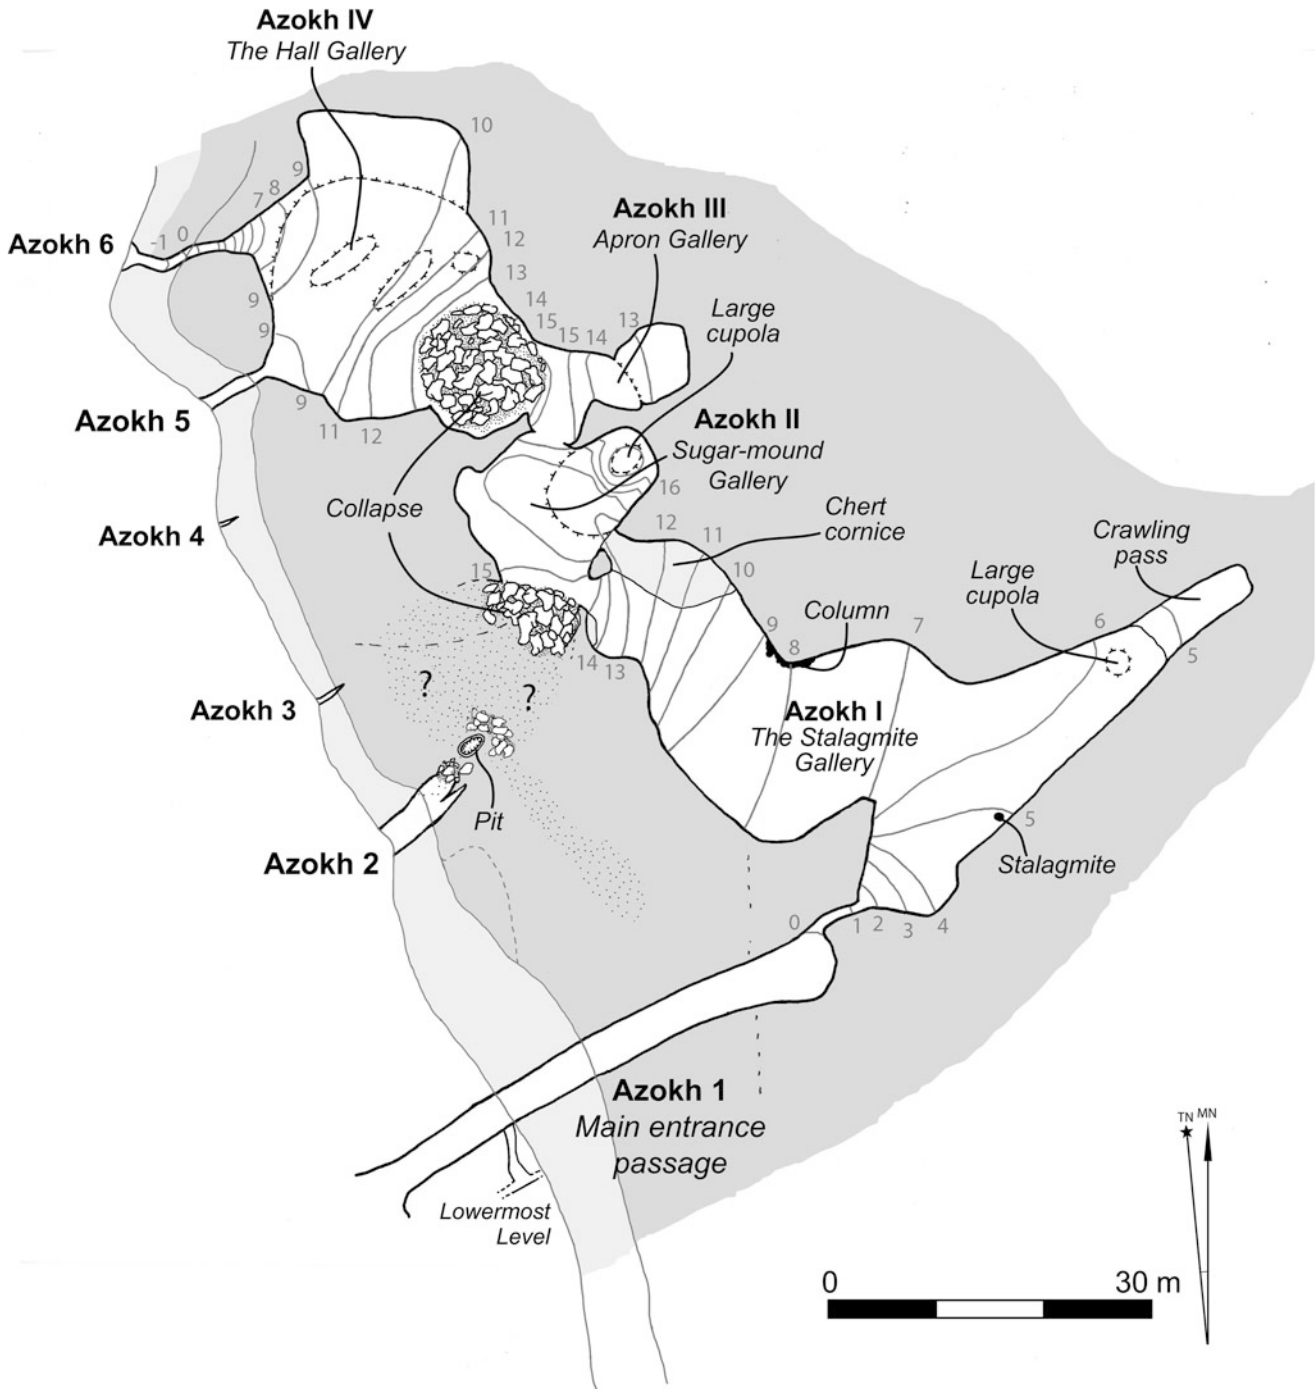 Azokh IV
The Hall Gallery
10
9
8
7
0
-1
Azokh 6
11
12
13
14
15
15
14
13
Azokh III
Apron Gallery
Large
cupola
9
9
Azokh 5
9
11
12
Azokh II
Sugar-mound
Gallery
16
Collapse
Azokh 4
12
11
10
Chert
cornice
Crawling
pass
Large
cupola
15
9
8
Column
7
6
5
14
13
?
?
Azokh 3
Azokh I
The Stalagmite
Gallery
Pit
5
Stalagmite
Azokh 2
0
1
2
3
4
Azokh 1
Main entrance
passage
Lowermost
Level
TN
MN
0
30 m